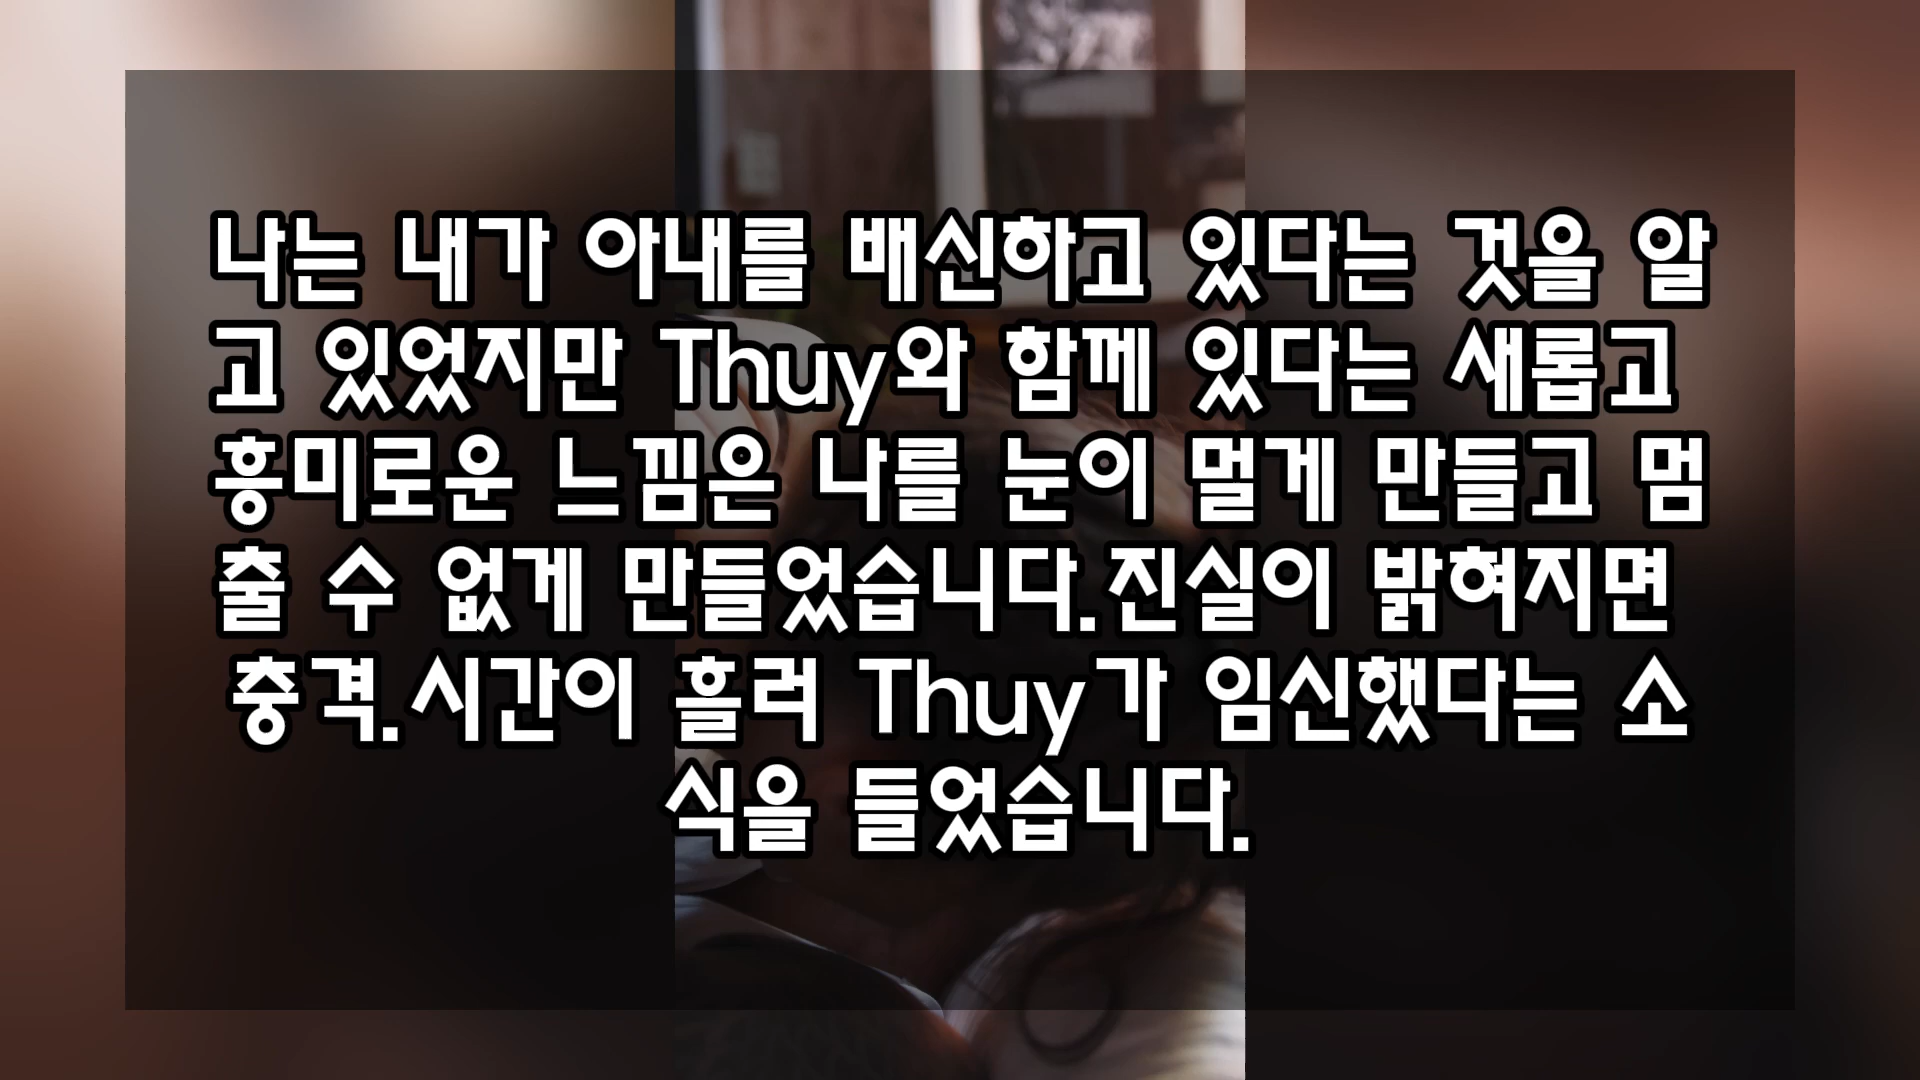 나는 내가 아내를 배신하고 있다는 것을 알
고 있었지만 Thuy와 함께 있다는 새롭고
흥미로운 느낌은 나를 눈이 멀게 만들고 멈
출 수 없게 만들었습니다.진실이 밝혀지면
충격.시간이 흘러 Thuy가 임신했다는 소
식을 들었습니다.